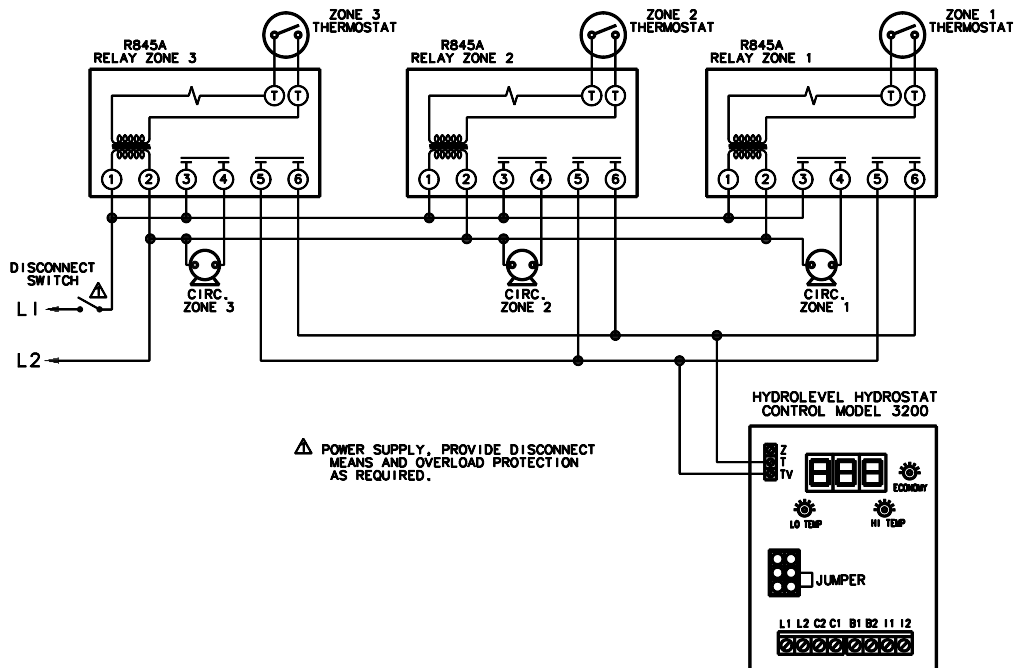 ZONE 3
THERMOSTAT
ZONE 2
THERMOSTAT
ZONE 1
THERMOSTAT
R845A
RELAY ZONE 3
R845A
RELAY ZONE 2
R845A
RELAY ZONE 1
T T
T T
T T
1 2 3 4 5 6
1 2 3 4 5 6
1 2 3 4 5 6
DISCONNECT
SWITCH
1
L1
L2
CIRC.
ZONE 3
CIRC.
ZONE 2
CIRC.
ZONE 1
1 POWER SUPPLY, PROVIDE DISCONNECT
MEANS AND OVERLOAD PROTECTION
AS REQUIRED.
HYDROLEVEL HYDROSTAT
CONTROL MODEL 3200
Z
T
TV
888
ECONOMY
LO TEMP
HI TEMP
JUMPER
L1 L2 C2 C1 B1 B2 I1 I2